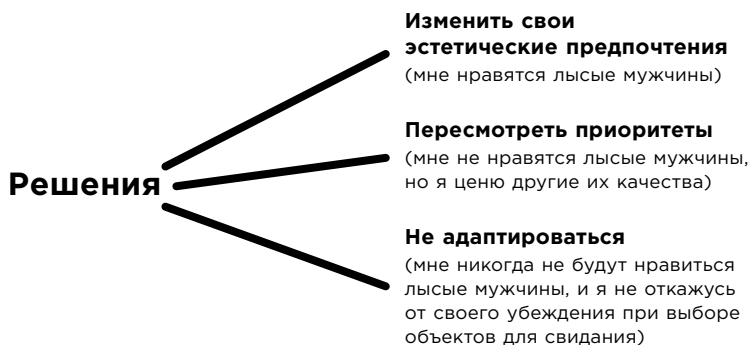 Решения
Изменить свои
эстетические предпочтения
(мне нравятся лысые мужчины)
Пересмотреть приоритеты
(мне не нравятся лысые мужчины,
но я ценю другие их качества)
Не адаптироваться
(мне никогда не будут нравиться
лысые мужчины, и я не откажусь
от своего убеждения при выборе
объектов для свидания)